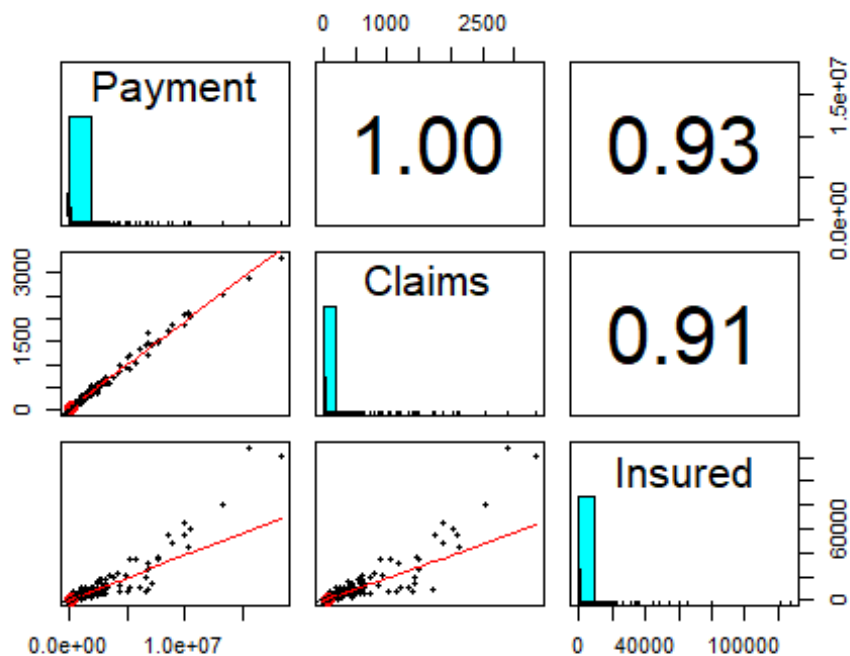 0 1000 2500
Payment 1.00 0.93
0.0e+00 1.5e+07
0 1500 3000
Claims 0.91
Insured
0 60000
0.0e+00 1.0e+07
0 40000 100000